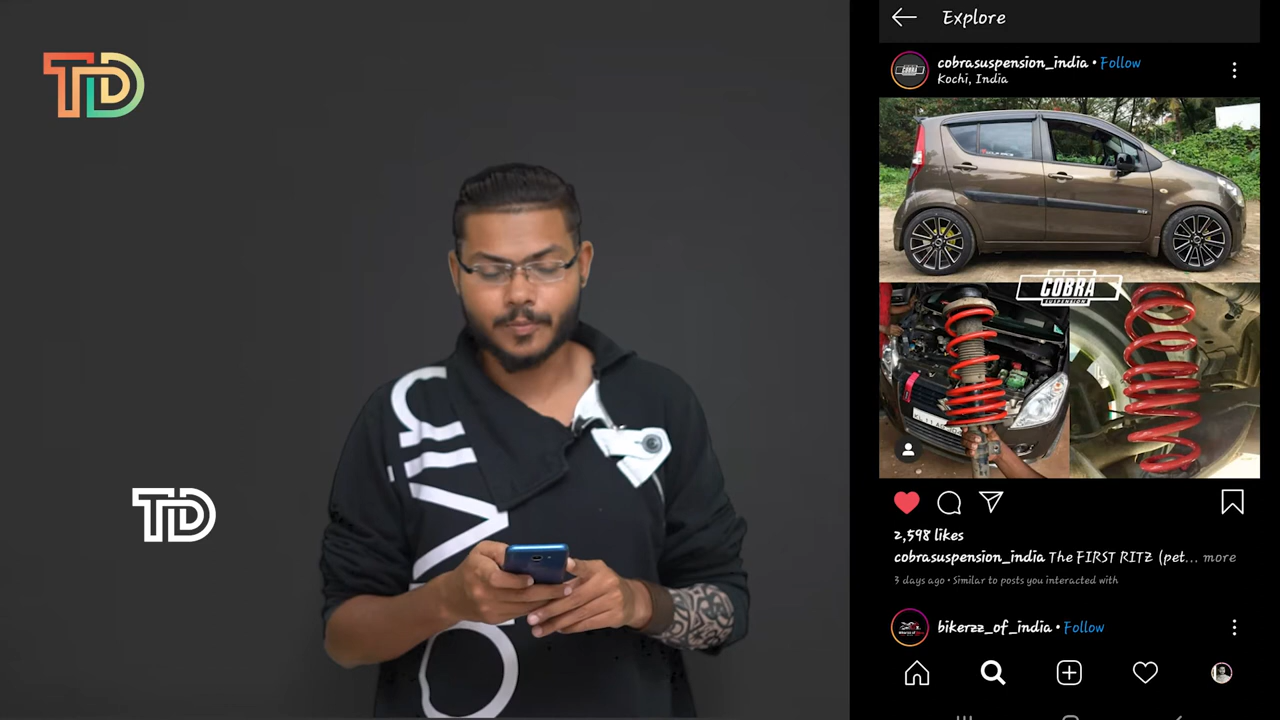 TD
TD
Explore
cobrasuspension_india • Follow
Kochi, India
COBRA
SUSPENSION
2,598 likes
cobrasuspension_india The FIRST RITZ (pet... more
3 days ago • Similar to posts you interacted with
bikerzz_of_india • Follow